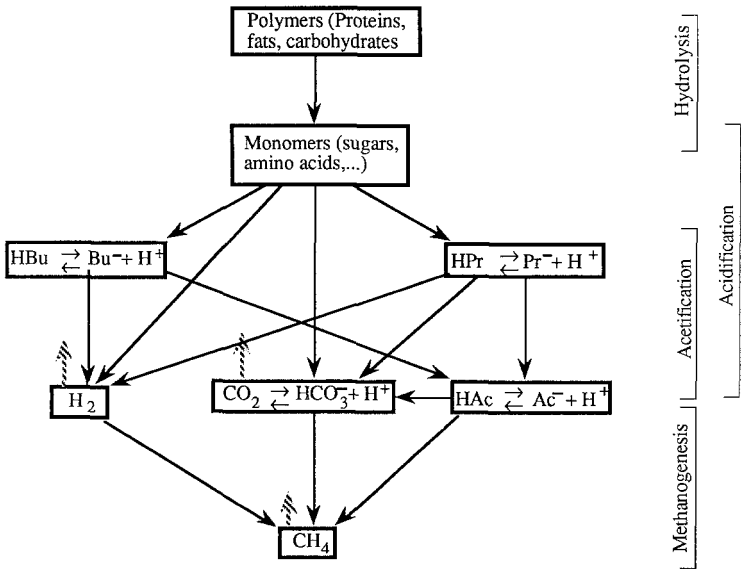 Polymers (Proteins,
fats, carbohydrates
Monomers (sugars,
amino acids,...)
HBu ⇄ Bu⁻ + H⁺
HPr ⇄ Pr⁻ + H⁺
H₂
CO₂ ⇄ HCO₃⁻ + H⁺
HAc ⇄ Ac⁻ + H⁺
CH₄
Hydrolysis
Acetification
Acidification
Methanogenesis